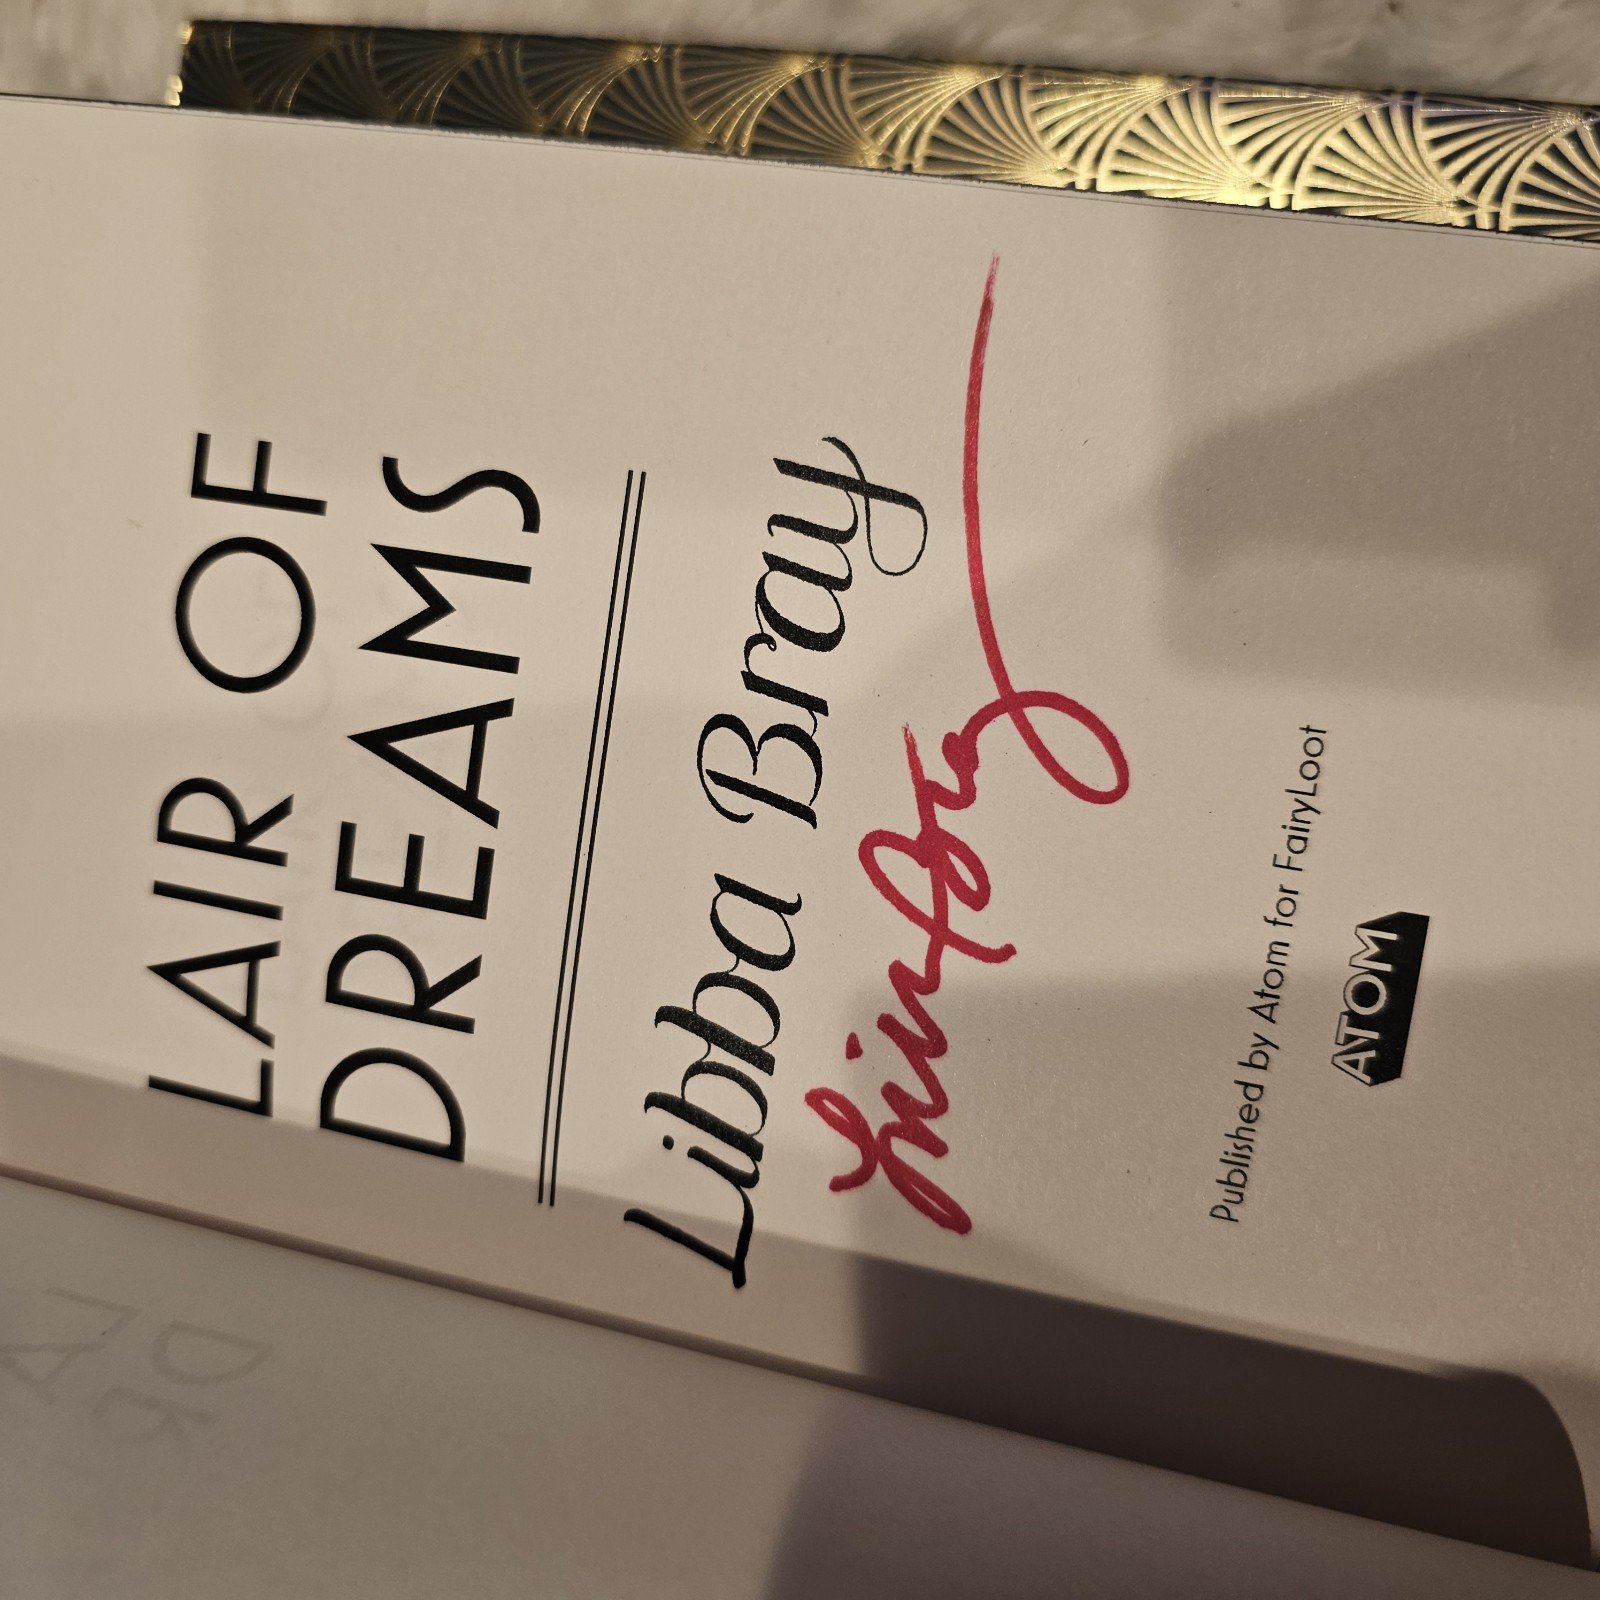 LAIR OF
DREAMS
Libba Bray
Published by Atom for FairyLoot
ATOM